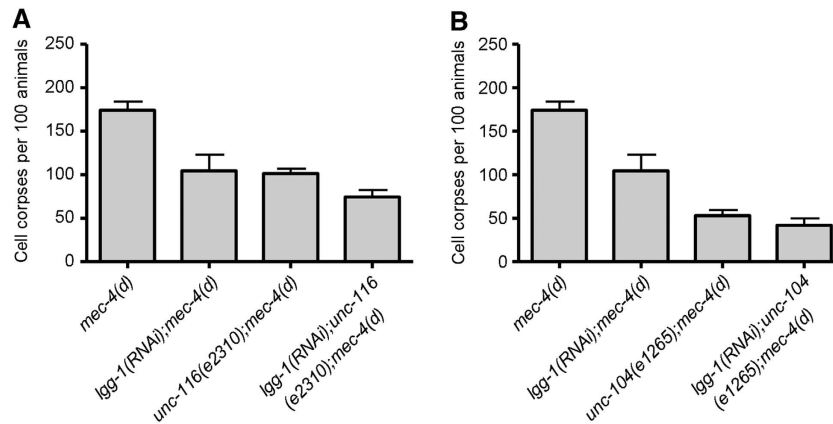 A
Cell corpses per 100 animals
250
200
150
100
50
0
mec-4(d)
lgg-1(RNAi);mec-4(d)
unc-116(e2310);mec-4(d)
lgg-1(RNAi);unc-116
(e2310);mec-4(d)
B
Cell corpses per 100 animals
250
200
150
100
50
0
mec-4(d)
lgg-1(RNAi);mec-4(d)
unc-104(e1265);mec-4(d)
lgg-1(RNAi);unc-104
(e1265);mec-4(d)